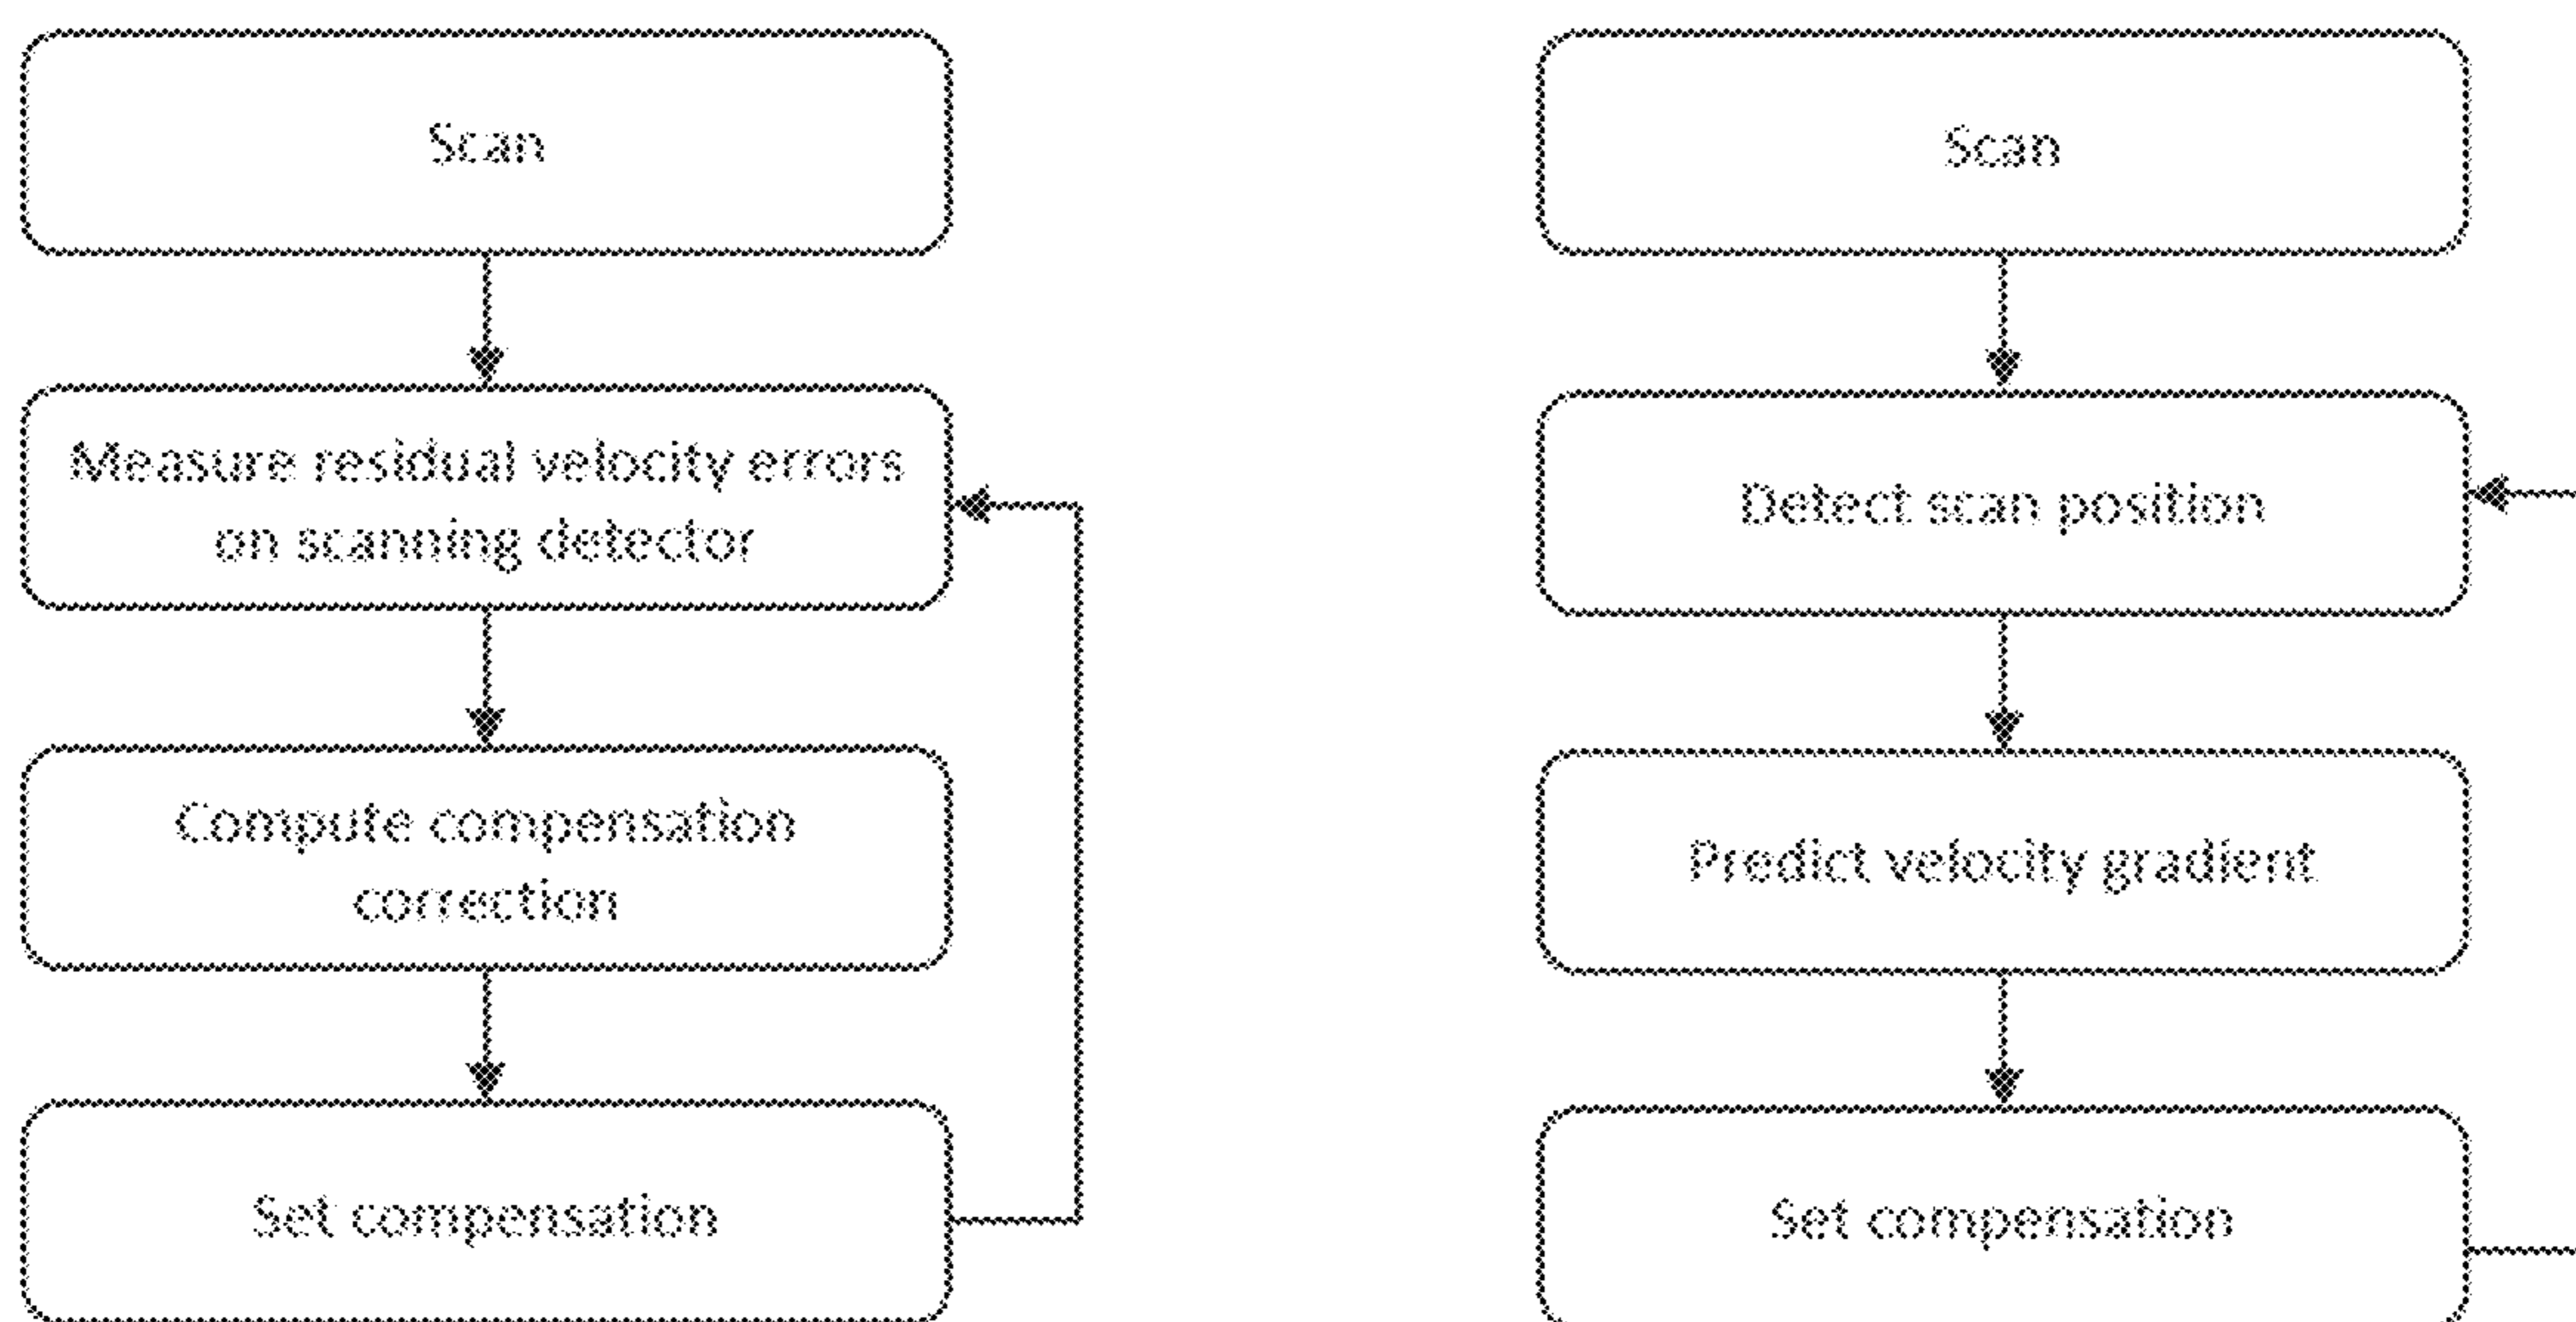 Scan
Measure residual velocity errors
on scanning detector
Compute compensation
correction
Set compensation
Scan
Detect scan position
Predict velocity gradient
Set compensation